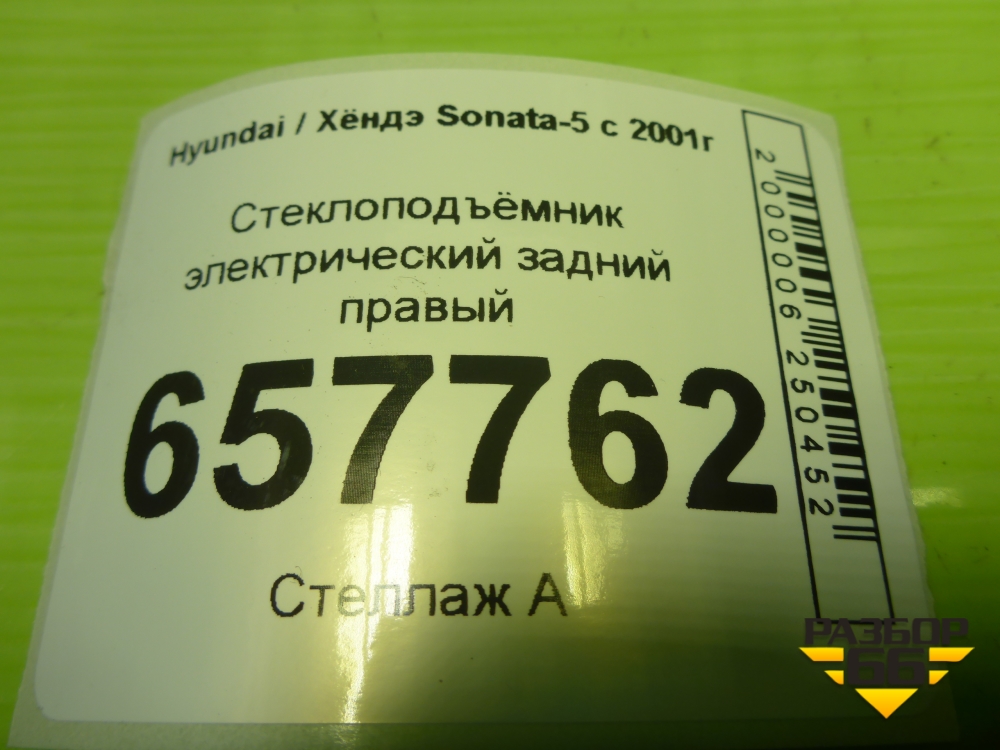 Hyundai / Хёндэ Sonata-5 с 2001г
Стеклоподъёмник
электрический задний
правый
657762
Стеллаж А
2000006250452
РАЗБОР
66